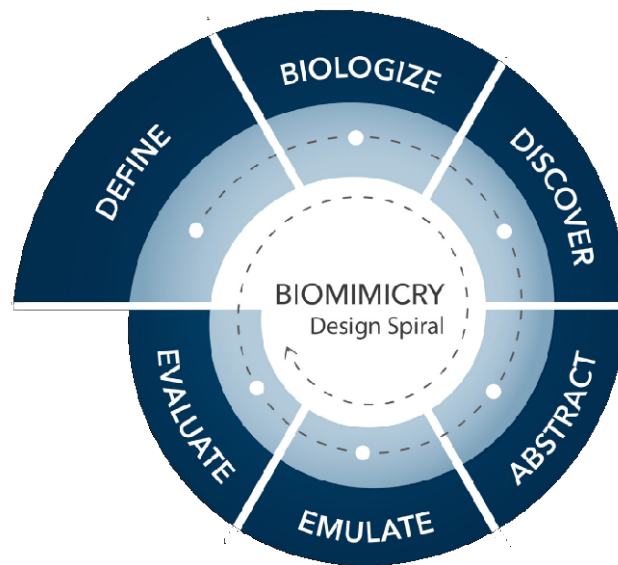 DEFINE
BIOLOGIZE
DISCOVER
ABSTRACT
EMULATE
EVALUATE
BIOMIMICRY
Design Spiral